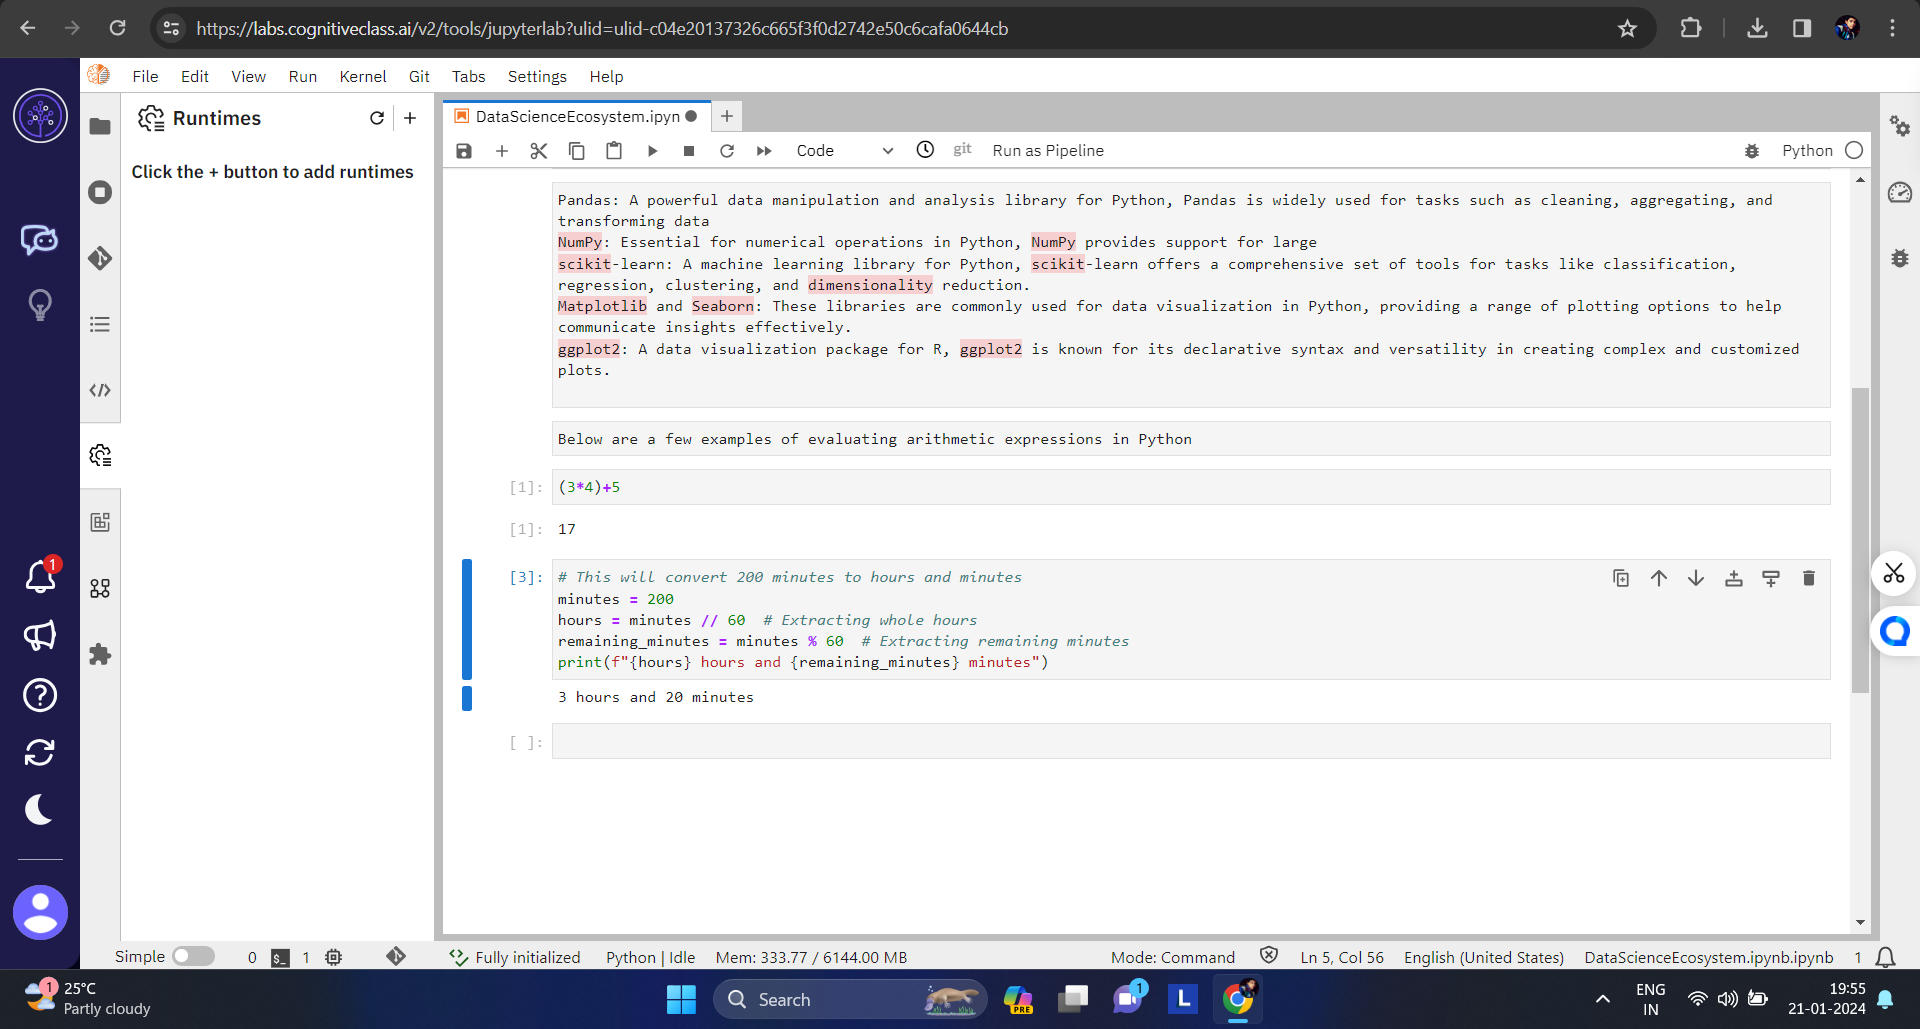 https://labs.cognitiveclass.ai/v2/tools/jupyterlab?ulid=ulid-c04e20137326c665f3f0d2742e50c6cafa0644cb
File Edit View Run Kernel Git Tabs Settings Help
Runtimes
Click the + button to add runtimes
DataScienceEcosystem.ipyn
Code git Run as Pipeline Python
Pandas: A powerful data manipulation and analysis library for Python, Pandas is widely used for tasks such as cleaning, aggregating, and
transforming data
NumPy: Essential for numerical operations in Python, NumPy provides support for large
scikit-learn: A machine learning library for Python, scikit-learn offers a comprehensive set of tools for tasks like classification,
regression, clustering, and dimensionality reduction.
Matplotlib and Seaborn: These libraries are commonly used for data visualization in Python, providing a range of plotting options to help
communicate insights effectively.
ggplot2: A data visualization package for R, ggplot2 is known for its declarative syntax and versatility in creating complex and customized
plots.
Below are a few examples of evaluating arithmetic expressions in Python
[1]: (3*4)+5
[1]: 17
[3]: # This will convert 200 minutes to hours and minutes
minutes = 200
hours = minutes // 60  # Extracting whole hours
remaining_minutes = minutes % 60  # Extracting remaining minutes
print(f"{hours} hours and {remaining_minutes} minutes")
3 hours and 20 minutes
[ ]:
1
Simple 0 $_ 1 Fully initialized Python | Idle Mem: 333.77 / 6144.00 MB Mode: Command Ln 5, Col 56 English (United States) DataScienceEcosystem.ipynb.ipynb 1
1 25°C
Partly cloudy
Search
PRE
1
L
ENG
IN
19:55
21-01-2024